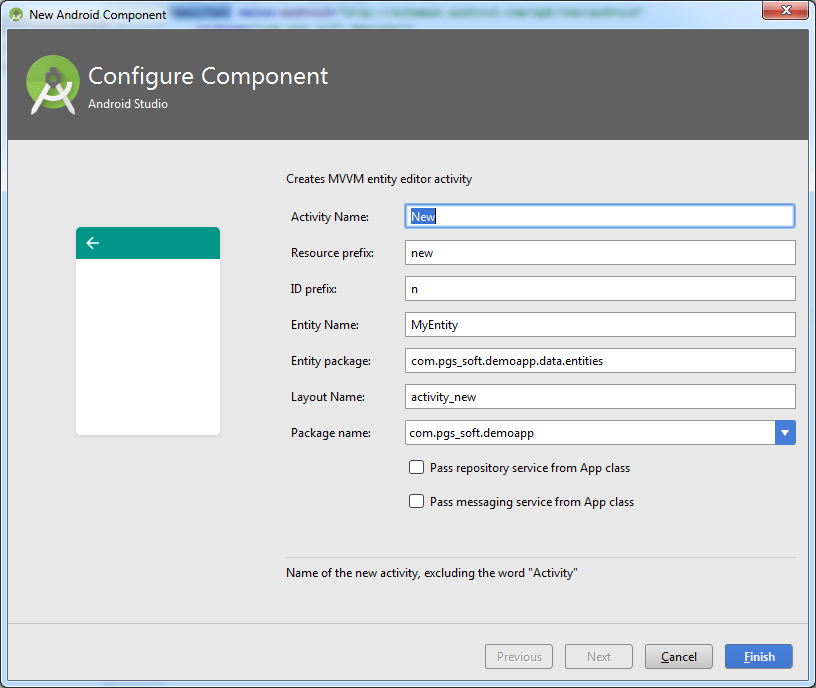 New Android Component
Configure Component
Android Studio
Creates MVVM entity editor activity
Activity Name: New
Resource prefix: new
ID prefix: n
Entity Name: MyEntity
Entity package: com.pgs_soft.demoapp.data.entities
Layout Name: activity_new
Package name: com.pgs_soft.demoapp
Pass repository service from App class
Pass messaging service from App class
Name of the new activity, excluding the word "Activity"
Previous Next Cancel Finish